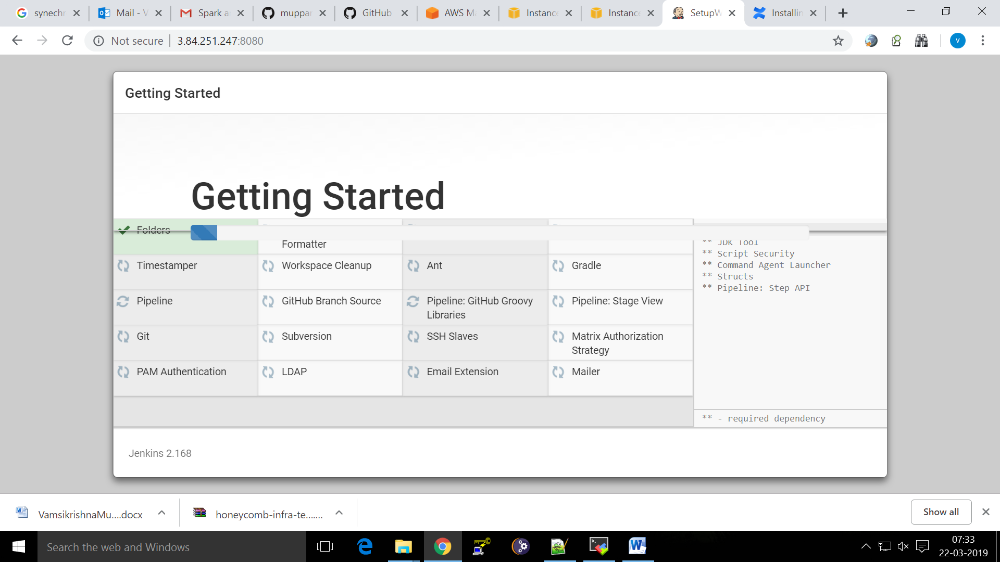 synechr
Mail - V
Spark a
muppar
GitHub
AWS Ma
Instance
Instance
SetupW
Installin
Not secure
3.84.251.247:8080
V
Getting Started
Getting Started
Folders
Formatter
Timestamper
Workspace Cleanup
Ant
Gradle
Pipeline
GitHub Branch Source
Pipeline: GitHub Groovy
Libraries
Pipeline: Stage View
Git
Subversion
SSH Slaves
Matrix Authorization
Strategy
PAM Authentication
LDAP
Email Extension
Mailer
** JDK Tool
** Script Security
** Command Agent Launcher
** Structs
** Pipeline: Step API
** - required dependency
Jenkins 2.168
VamsikrishnaMu....docx
honeycomb-infra-te.......
Show all
Search the web and Windows
07:33
22-03-2019